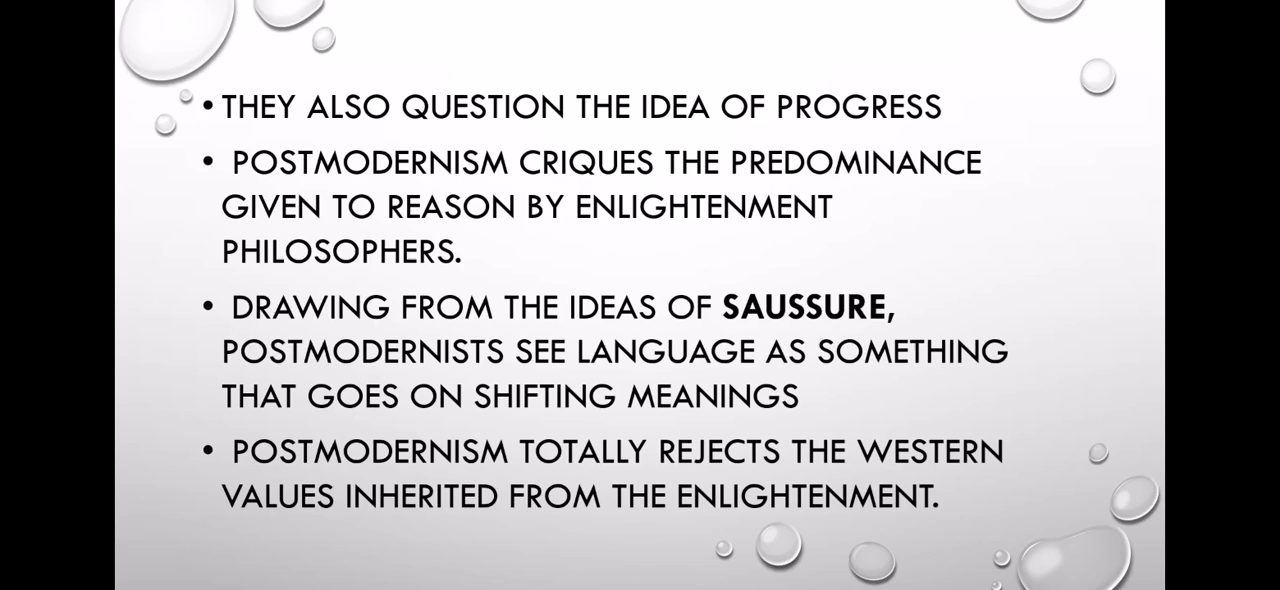 • THEY ALSO QUESTION THE IDEA OF PROGRESS
• POSTMODERNISM CRIQUES THE PREDOMINANCE
GIVEN TO REASON BY ENLIGHTENMENT
PHILOSOPHERS.
• DRAWING FROM THE IDEAS OF SAUSSURE,
POSTMODERNISTS SEE LANGUAGE AS SOMETHING
THAT GOES ON SHIFTING MEANINGS
• POSTMODERNISM TOTALLY REJECTS THE WESTERN
VALUES INHERITED FROM THE ENLIGHTENMENT.